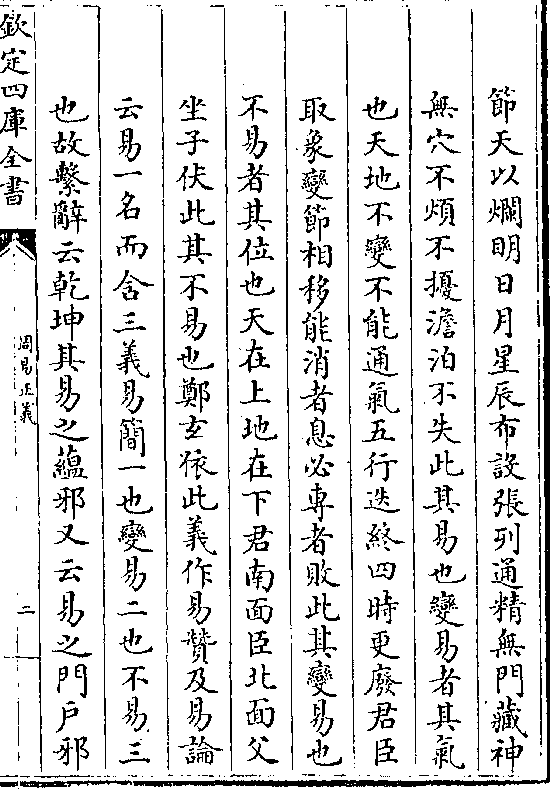 節天以爛明日月星辰布設張列通精無門藏神
無穴不煩不擾澹泊不失此其易也變易者其氣
也天地不變不能通氣五行迭終四時更廢君臣
取象變節相移能消者息必專者敗此其變易也
不易者其位也天在上地在下君南面臣北面父
坐子伏此其不易也鄭玄依此義作易贊及易論
云易一名而含三義易簡一也變易二也不易三
也故繫辭云乾坤其易之蘊邪又云易之門戶邪
欽定四庫全書
周易正義
二